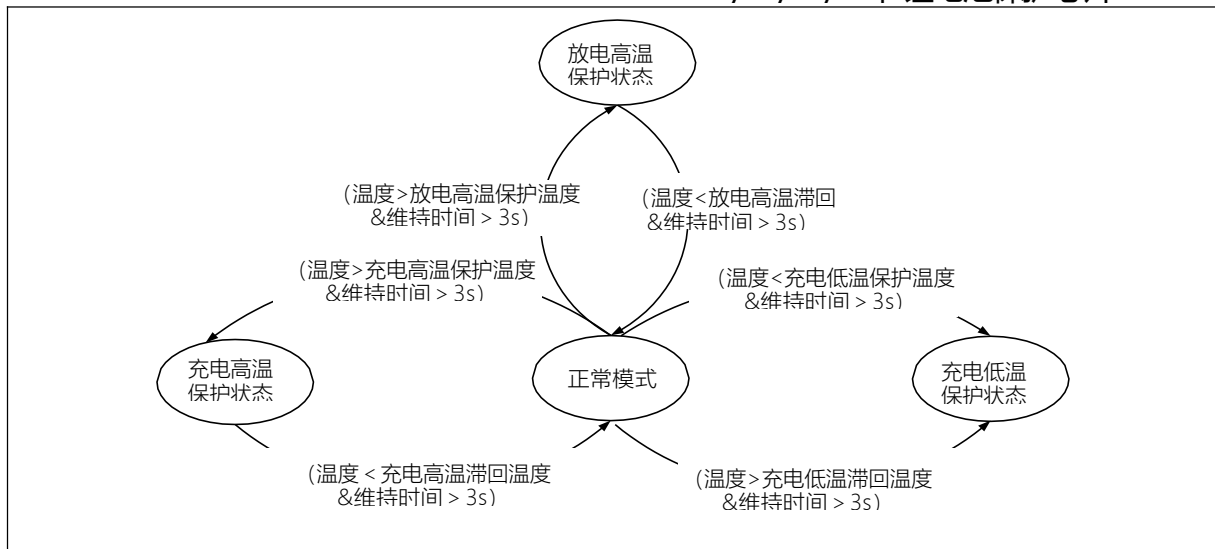 放电高温
保护状态
(温度>放电高温保护温度
&维持时间 > 3s)
(温度<放电高温滞回
&维持时间 > 3s)
(温度>充电高温保护温度
&维持时间 > 3s)
(温度<充电低温保护温度
&维持时间 > 3s)
充电高温
保护状态
正常模式
充电低温
保护状态
(温度 < 充电高温滞回温度
&维持时间 > 3s)
(温度>充电低温滞回温度
&维持时间 > 3s)